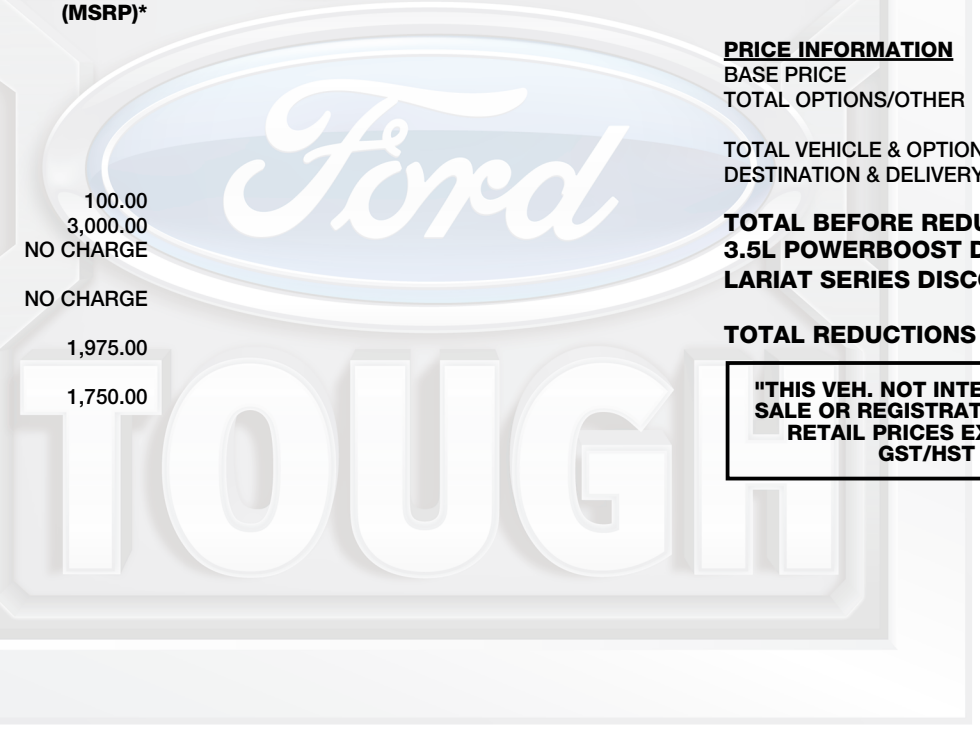 (MSRP)*
100.00
3,000.00
NO CHARGE
NO CHARGE
1,975.00
1,750.00
Ford
TOUGH
PRICE INFORMATION
BASE PRICE
TOTAL OPTIONS/OTHER
TOTAL VEHICLE & OPTION
DESTINATION & DELIVERY
TOTAL BEFORE REDU
3.5L POWERBOOST D
LARIAT SERIES DISCO
TOTAL REDUCTIONS
"THIS VEH. NOT INTE
SALE OR REGISTRAT
RETAIL PRICES EX
GST/HST